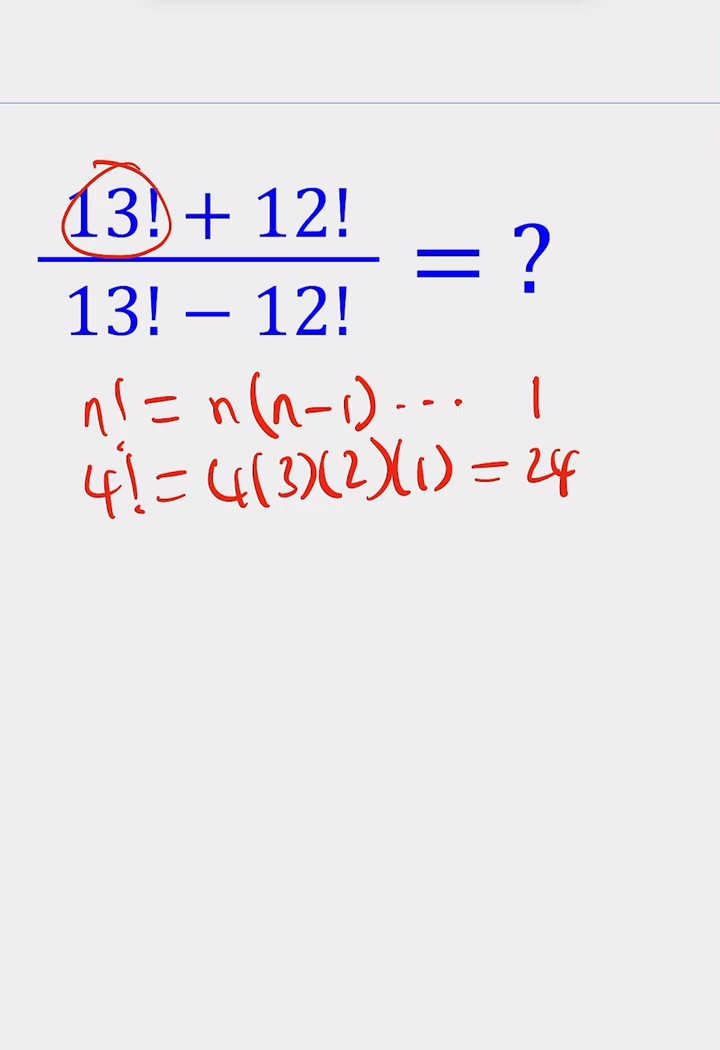 13! + 12!
13! − 12!
= ?
n! = n(n-1) ... 1
4! = 4(3)(2)(1) = 24